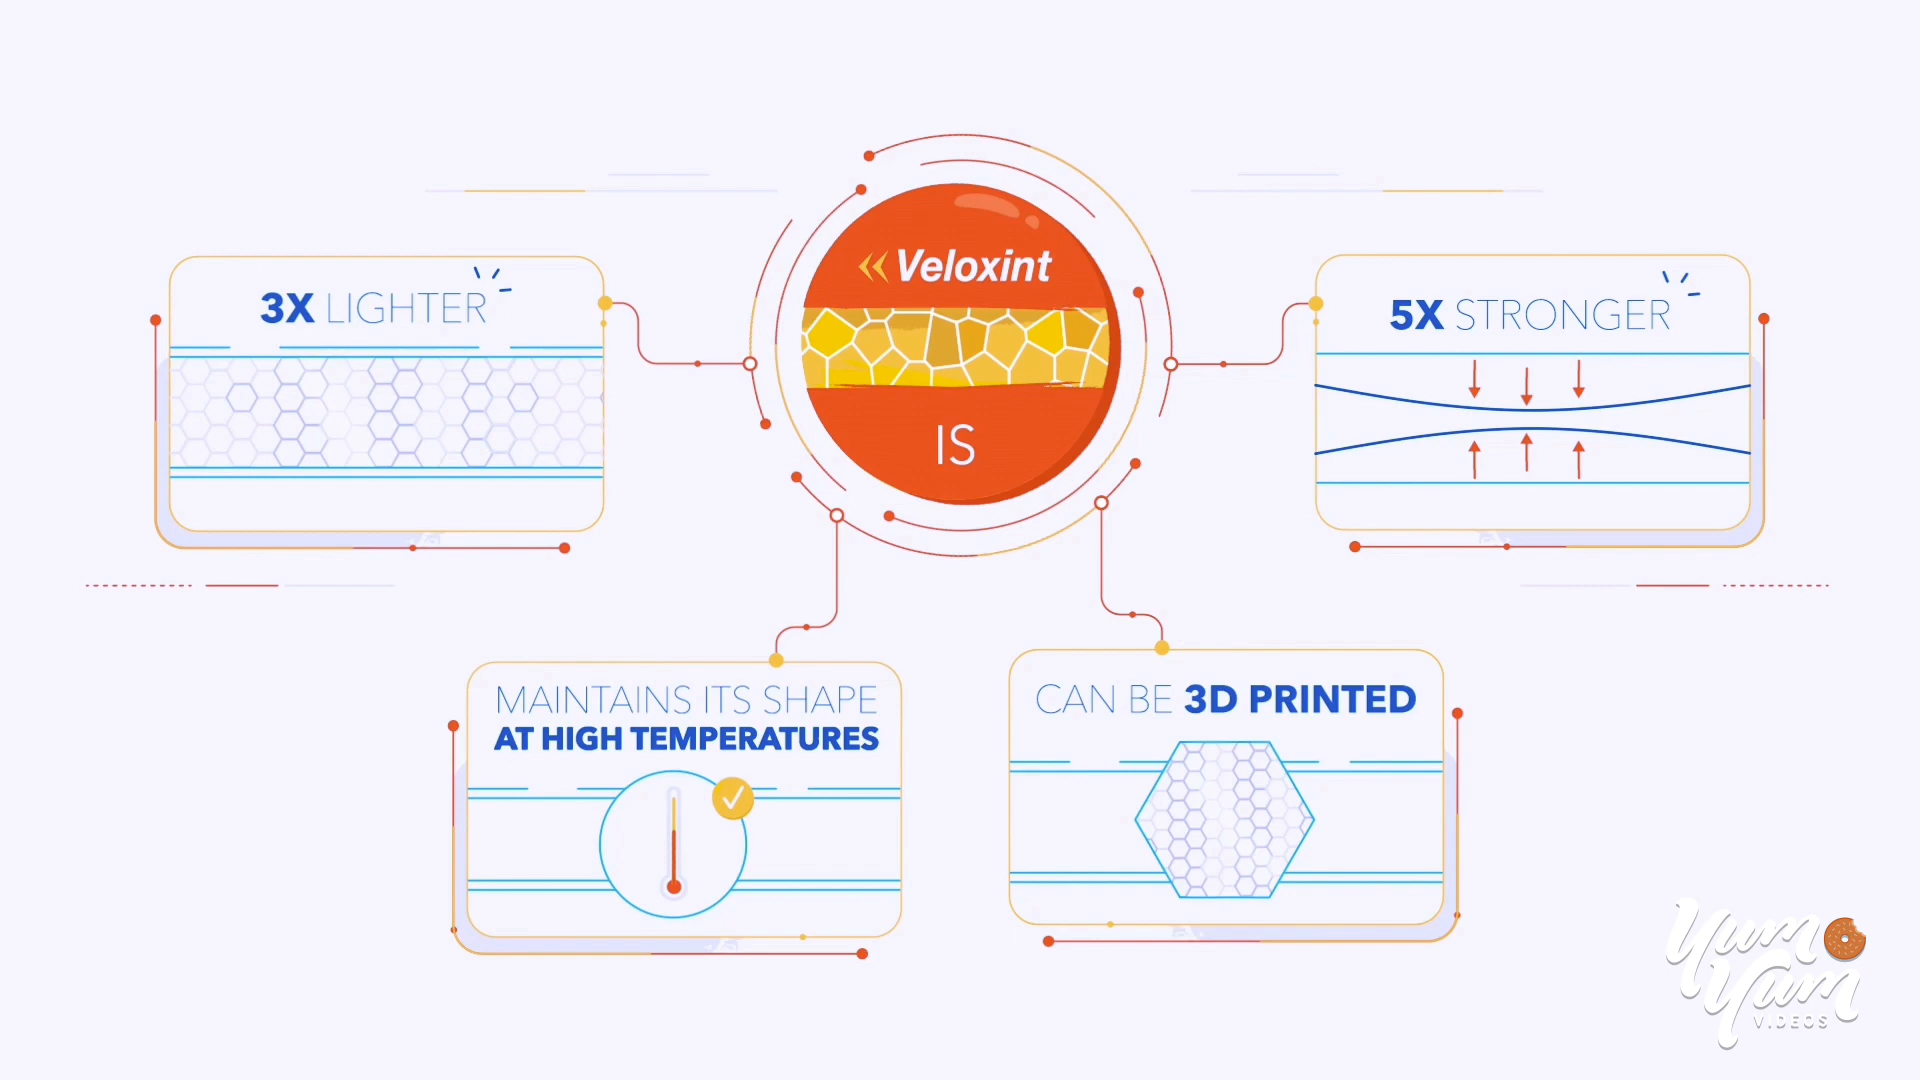 Veloxint
IS
3X LIGHTER
5X STRONGER
MAINTAINS ITS SHAPE
AT HIGH TEMPERATURES
CAN BE 3D PRINTED
Yum
Yum
VIDEOS